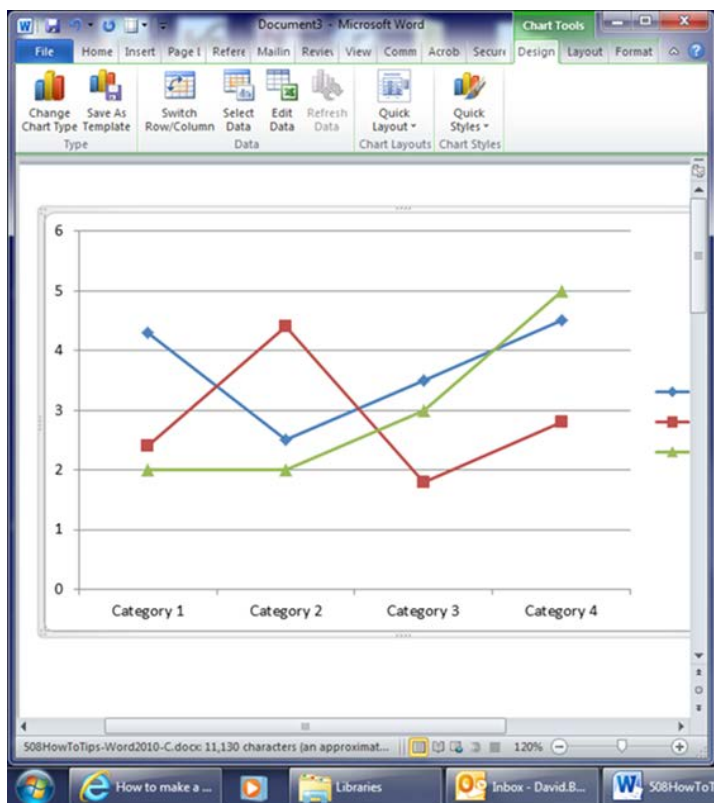 Document3 - Microsoft Word
Chart Tools
File Home Insert Page L Refere Mailin Review View Comm Acrob Secure Design Layout Format
Change Chart Type
Save As Template
Switch Row/Column
Select Data
Edit Data
Refresh Data
Quick Layout
Quick Styles
Type
Data
Chart Layouts
Chart Styles
6
5
4
3
2
1
0
Category 1
Category 2
Category 3
Category 4
508HowToTips-Word2010-C.docx: 11,130 characters (an approximat...
120%
How to make a ...
Libraries
Inbox - David.B...
508HowToT